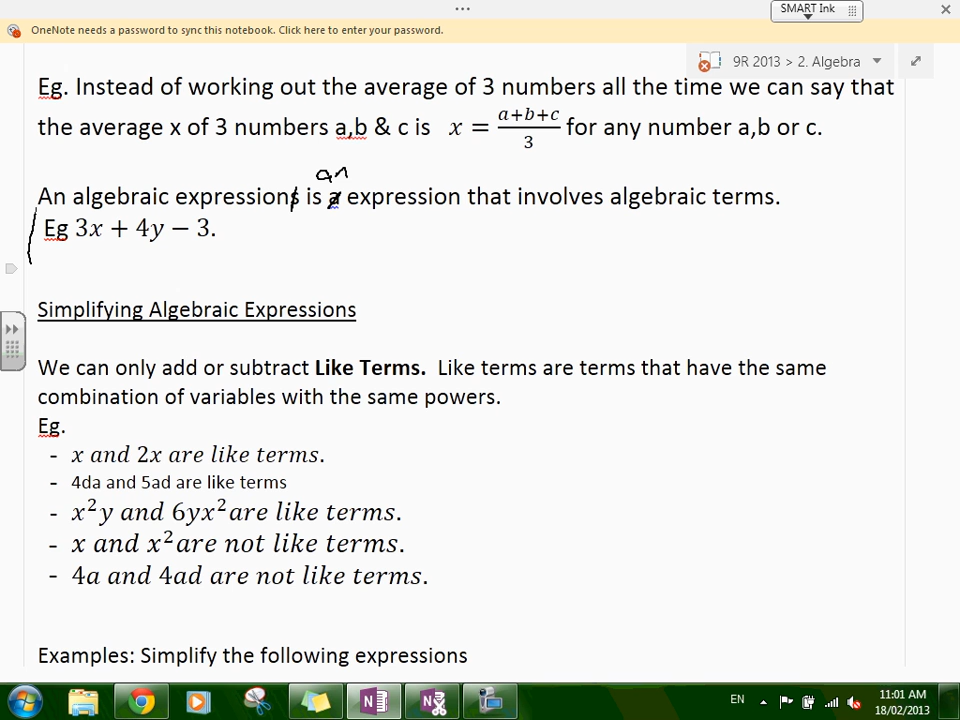 SMART Ink
OneNote needs a password to sync this notebook. Click here to enter your password.
9R 2013 > 2. Algebra
Eg. Instead of working out the average of 3 numbers all the time we can say that
the average x of 3 numbers a,b & c is x = (a+b+c)/3 for any number a,b or c.
an
An algebraic expressions is a expression that involves algebraic terms.
Eg 3x + 4y − 3.
Simplifying Algebraic Expressions
We can only add or subtract Like Terms. Like terms are terms that have the same
combination of variables with the same powers.
Eg.
- x and 2x are like terms.
- 4da and 5ad are like terms
- x²y and 6yx² are like terms.
- x and x² are not like terms.
- 4a and 4ad are not like terms.
Examples: Simplify the following expressions
EN
11:01 AM
18/02/2013